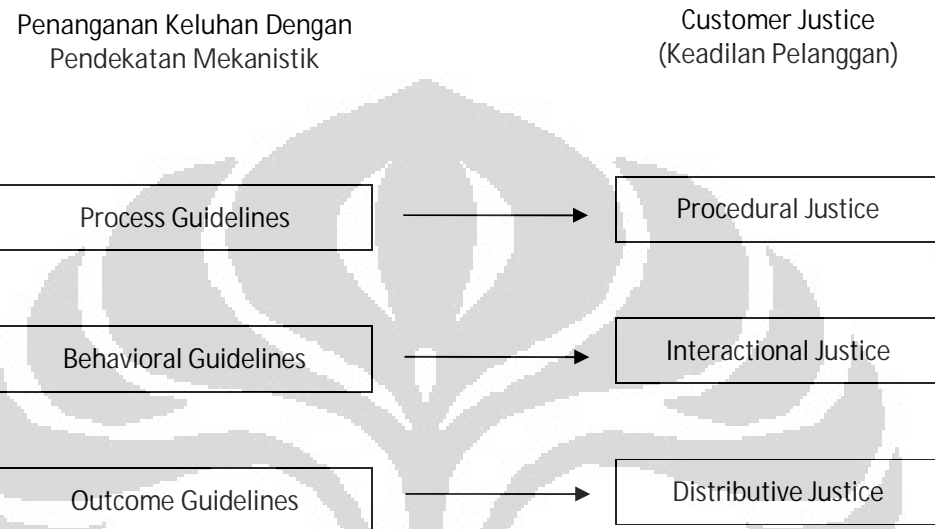 Penanganan Keluhan Dengan
Pendekatan Mekanistik
Customer Justice
(Keadilan Pelanggan)
Process Guidelines
Procedural Justice
Behavioral Guidelines
Interactional Justice
Outcome Guidelines
Distributive Justice